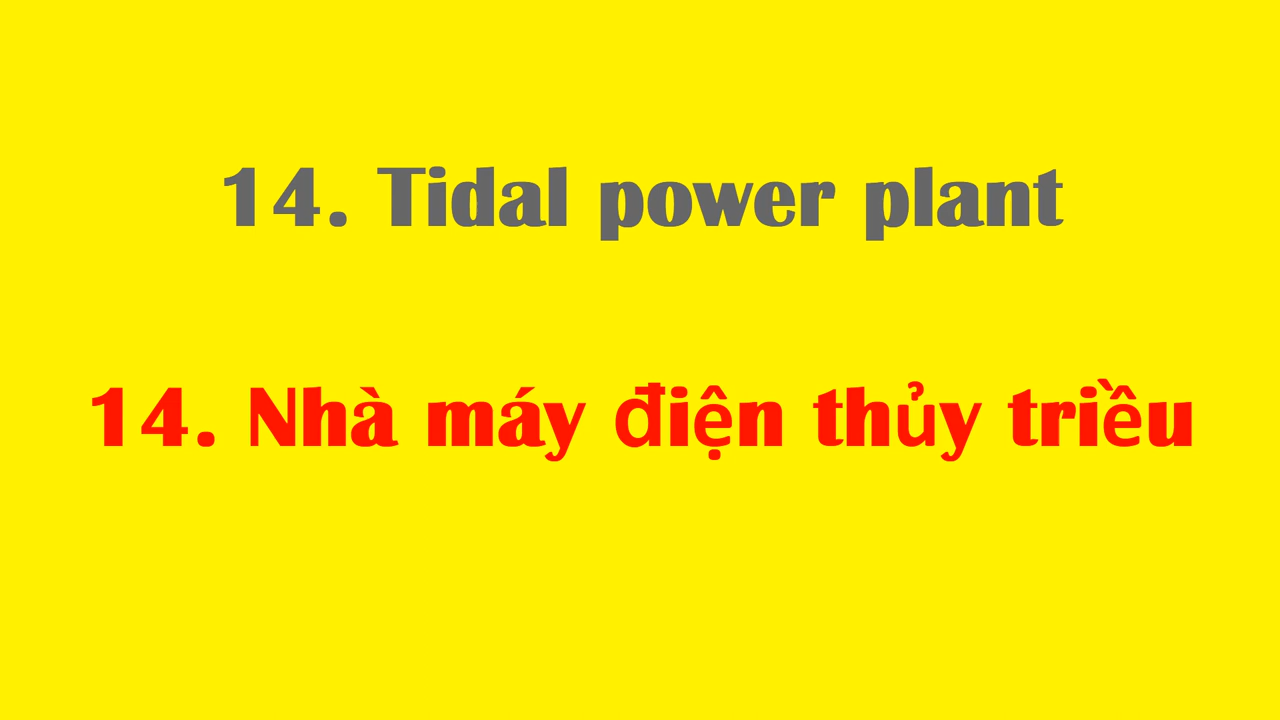 14. Tidal power plant
14. Nhà máy điện thủy triều